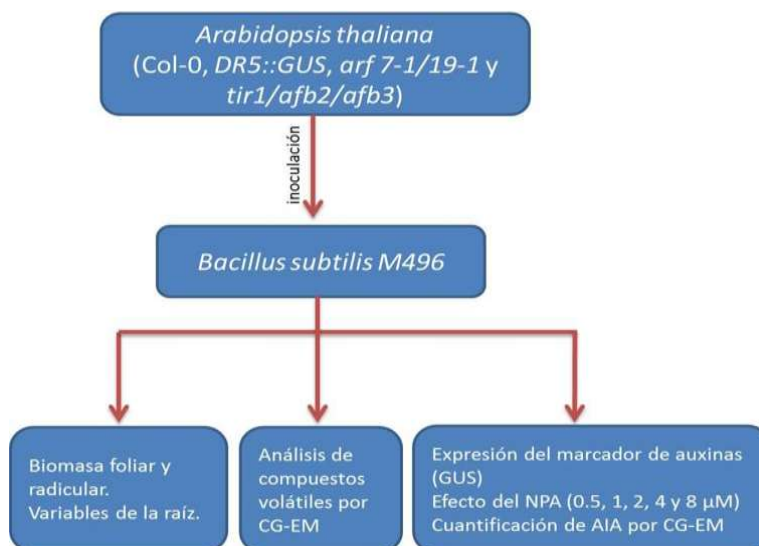 Arabidopsis thaliana
(Col-0, DR5::GUS, arf 7-1/19-1 y
tir1/afb2/afb3)
inoculación
Bacillus subtilis M496
Biomasa foliar y
radicular.
Variables de la raíz.
Análisis de
compuestos
volátiles por
CG-EM
Expresión del marcador de auxinas
(GUS)
Efecto del NPA (0.5, 1, 2, 4 y 8 µM)
Cuantificación de AIA por CG-EM